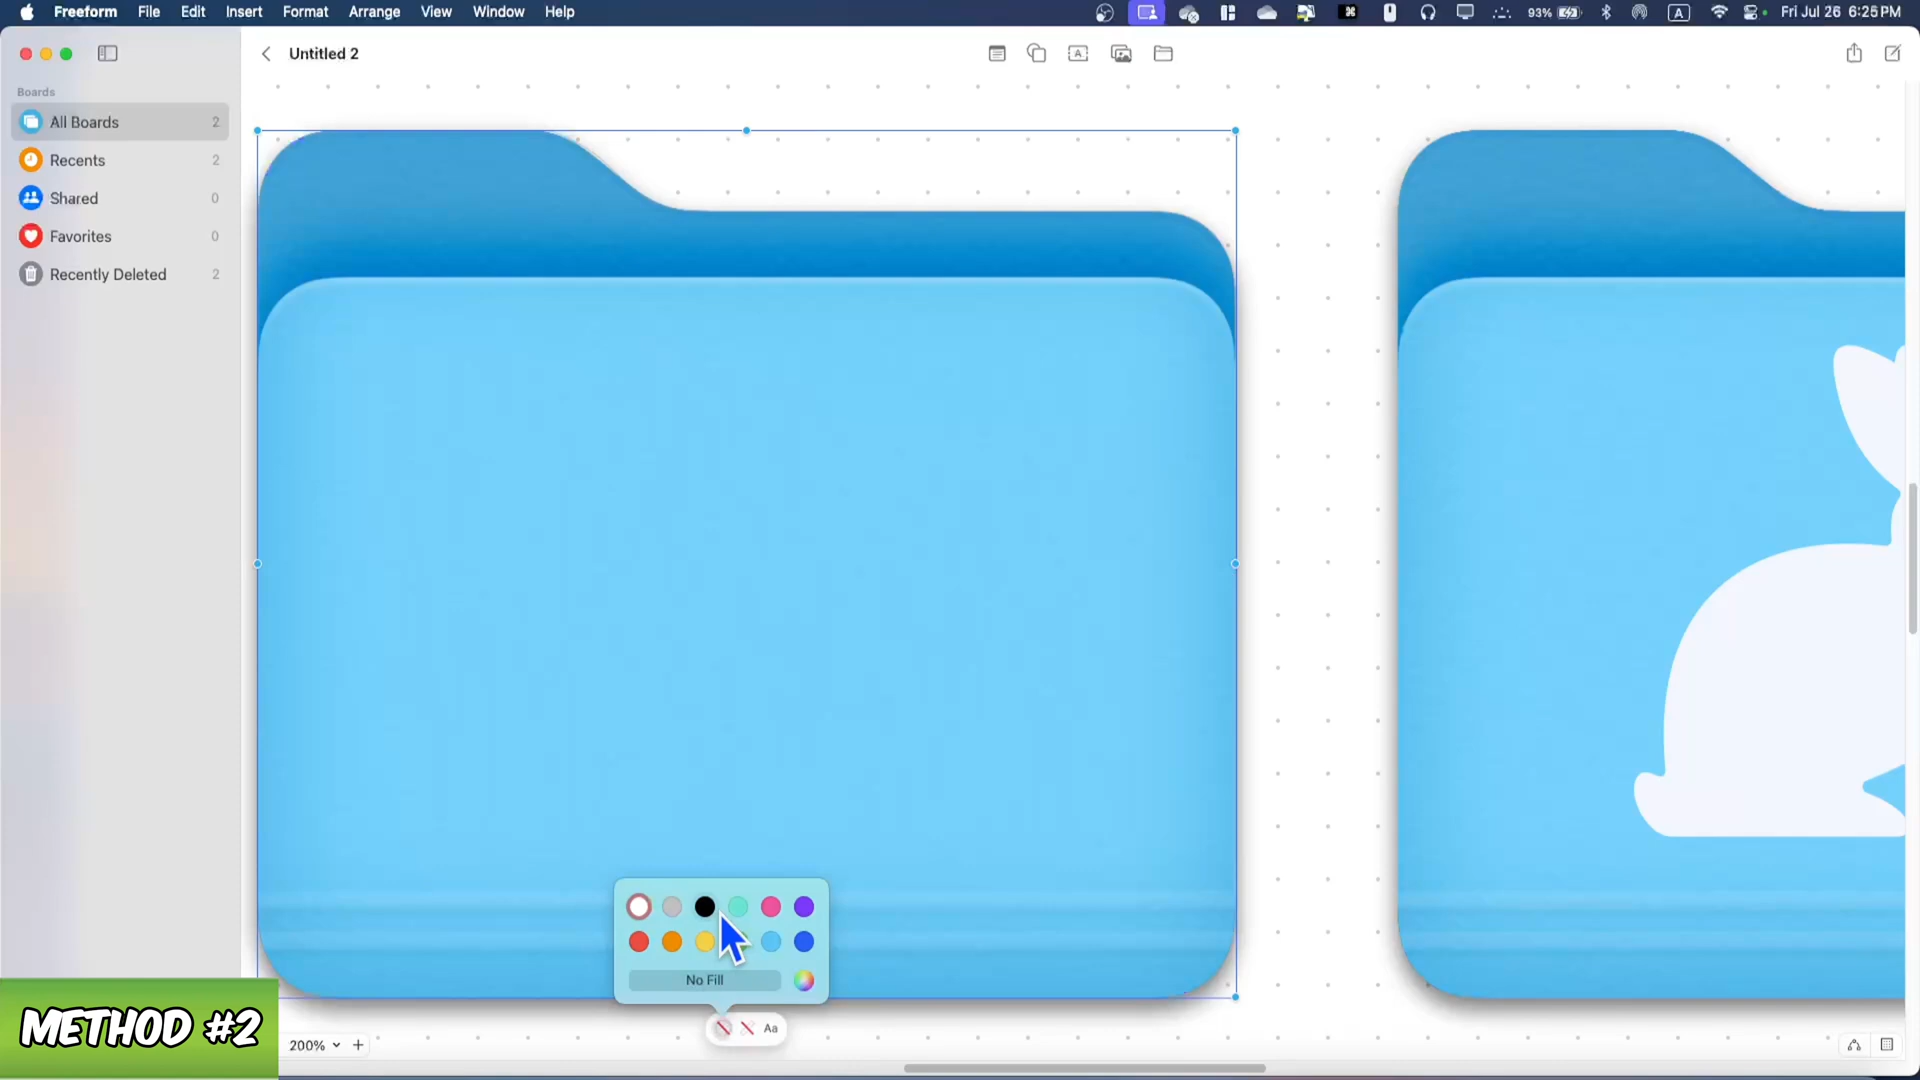 Freeform File Edit Insert Format Arrange View Window Help
93% A Fri Jul 26 6:25 PM
Untitled 2
A
Boards
All Boards 2
Recents 2
Shared 0
Favorites 0
Recently Deleted 2
No Fill
Aa
METHOD #2
200% +